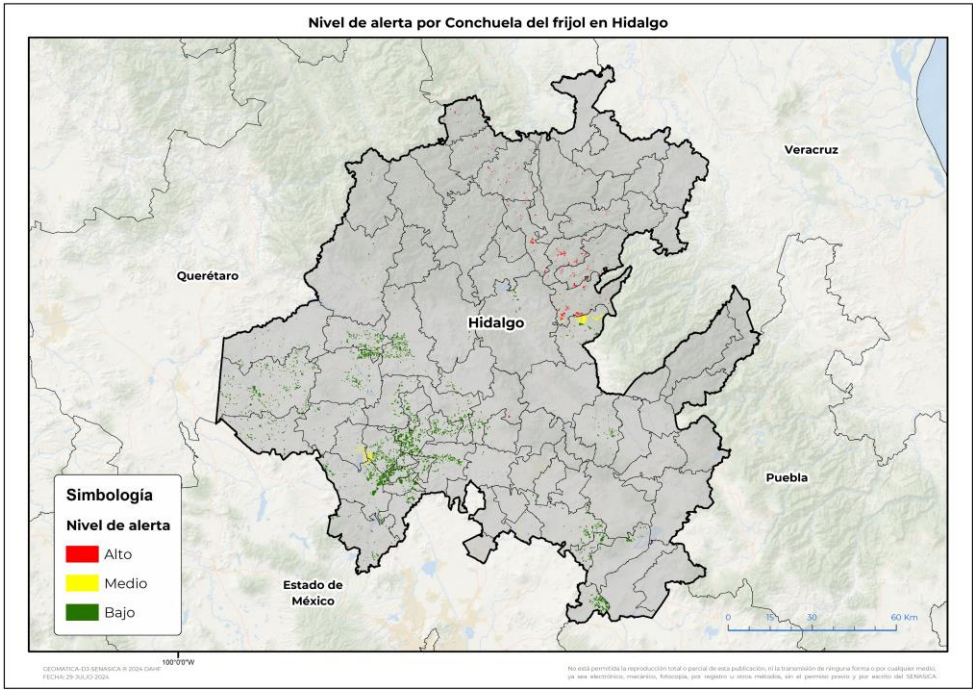 Nivel de alerta por Conchuela del frijol en Hidalgo
Veracruz
Querétaro
Hidalgo
Puebla
Estado de
México
Simbología
Nivel de alerta
Alto
Medio
Bajo
0 15 30 60 Km
100°0'0"W
GEOMATICA-DJ-SENASICA R 2024 OAHF
FECHA: 29 JULIO 2024
No está permitida la reproducción total o parcial de esta publicación, ni la transmisión de ninguna forma o por cualquier medio,
ya sea electrónico, mecánico, fotocopia, por registro u otros métodos, sin el permiso previo y por escrito del SENASICA.